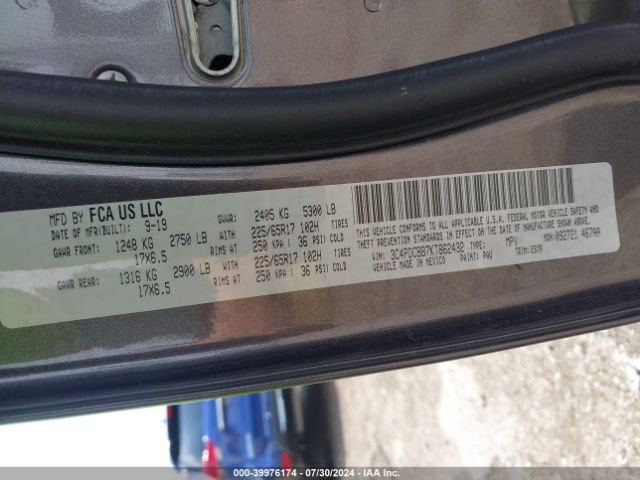 MFD BY FCA US LLC
DATE OF MFR(BUILT): 9-19
GVWR: 2405 KG 5300 LB
GAWR FRONT: 1248 KG 2750 LB WITH 225/65R17 102H TIRES
17X6.5 RIMS AT 250 KPA ( 36 PSI) COLD
GAWR REAR: 1316 KG 2900 LB WITH 225/65R17 102H TIRES
17X6.5 RIMS AT 250 KPA ( 36 PSI) COLD
THIS VEHICLE CONFORMS TO ALL APPLICABLE U.S.A. FEDERAL MOTOR VEHICLE SAFETY AND
THEFT PREVENTION STANDARDS IN EFFECT ON THE DATE OF MANUFACTURE SHOWN ABOVE.
VIN: 3C4PDCBB7KT862432 TYPE: MPV MDH: 092721 467AA
VEHICLE MADE IN MEXICO PAINT: PAU TRIM:
000-39976174 | 07/30/2024 | IAA Inc.